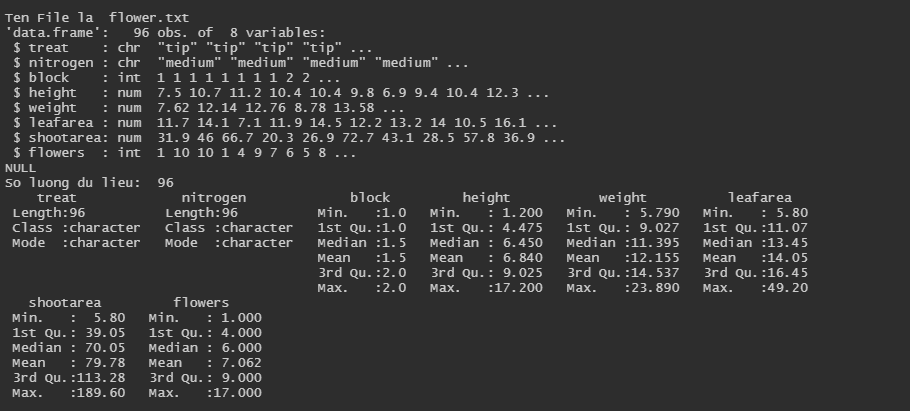 Ten File la  flower.txt
'data.frame':   96 obs. of  8 variables:
 $ treat    : chr  "tip" "tip" "tip" "tip" ...
 $ nitrogen : chr  "medium" "medium" "medium" "medium" ...
 $ block    : int  1 1 1 1 1 1 1 1 2 2 ...
 $ height   : num  7.5 10.7 11.2 10.4 10.4 9.8 6.9 9.4 10.4 12.3 ...
 $ weight   : num  7.62 12.14 12.76 8.78 13.58 ...
 $ leafarea : num  11.7 14.1 7.1 11.9 14.5 12.2 13.2 14 10.5 16.1 ...
 $ shootarea: num  31.9 46 66.7 20.3 26.9 72.7 43.1 28.5 57.8 36.9 ...
 $ flowers  : int  1 10 10 1 4 9 7 6 5 8 ...
NULL
So luong du lieu:  96
    treat             nitrogen             block         height           weight          leafarea
 Length:96          Length:96          Min.   :1.0   Min.   : 1.200   Min.   : 5.790   Min.   : 5.80
 Class :character   Class :character   1st Qu.:1.0   1st Qu.: 4.475   1st Qu.: 9.027   1st Qu.:11.07
 Mode  :character   Mode  :character   Median :1.5   Median : 6.450   Median :11.395   Median :13.45
                                       Mean   :1.5   Mean   : 6.840   Mean   :12.155   Mean   :14.05
                                       3rd Qu.:2.0   3rd Qu.: 9.025   3rd Qu.:14.537   3rd Qu.:16.45
                                       Max.   :2.0   Max.   :17.200   Max.   :23.890   Max.   :49.20
   shootarea         flowers
 Min.   :  5.80   Min.   : 1.000
 1st Qu.: 39.05   1st Qu.: 4.000
 Median : 70.05   Median : 6.000
 Mean   : 79.78   Mean   : 7.062
 3rd Qu.:113.28   3rd Qu.: 9.000
 Max.   :189.60   Max.   :17.000